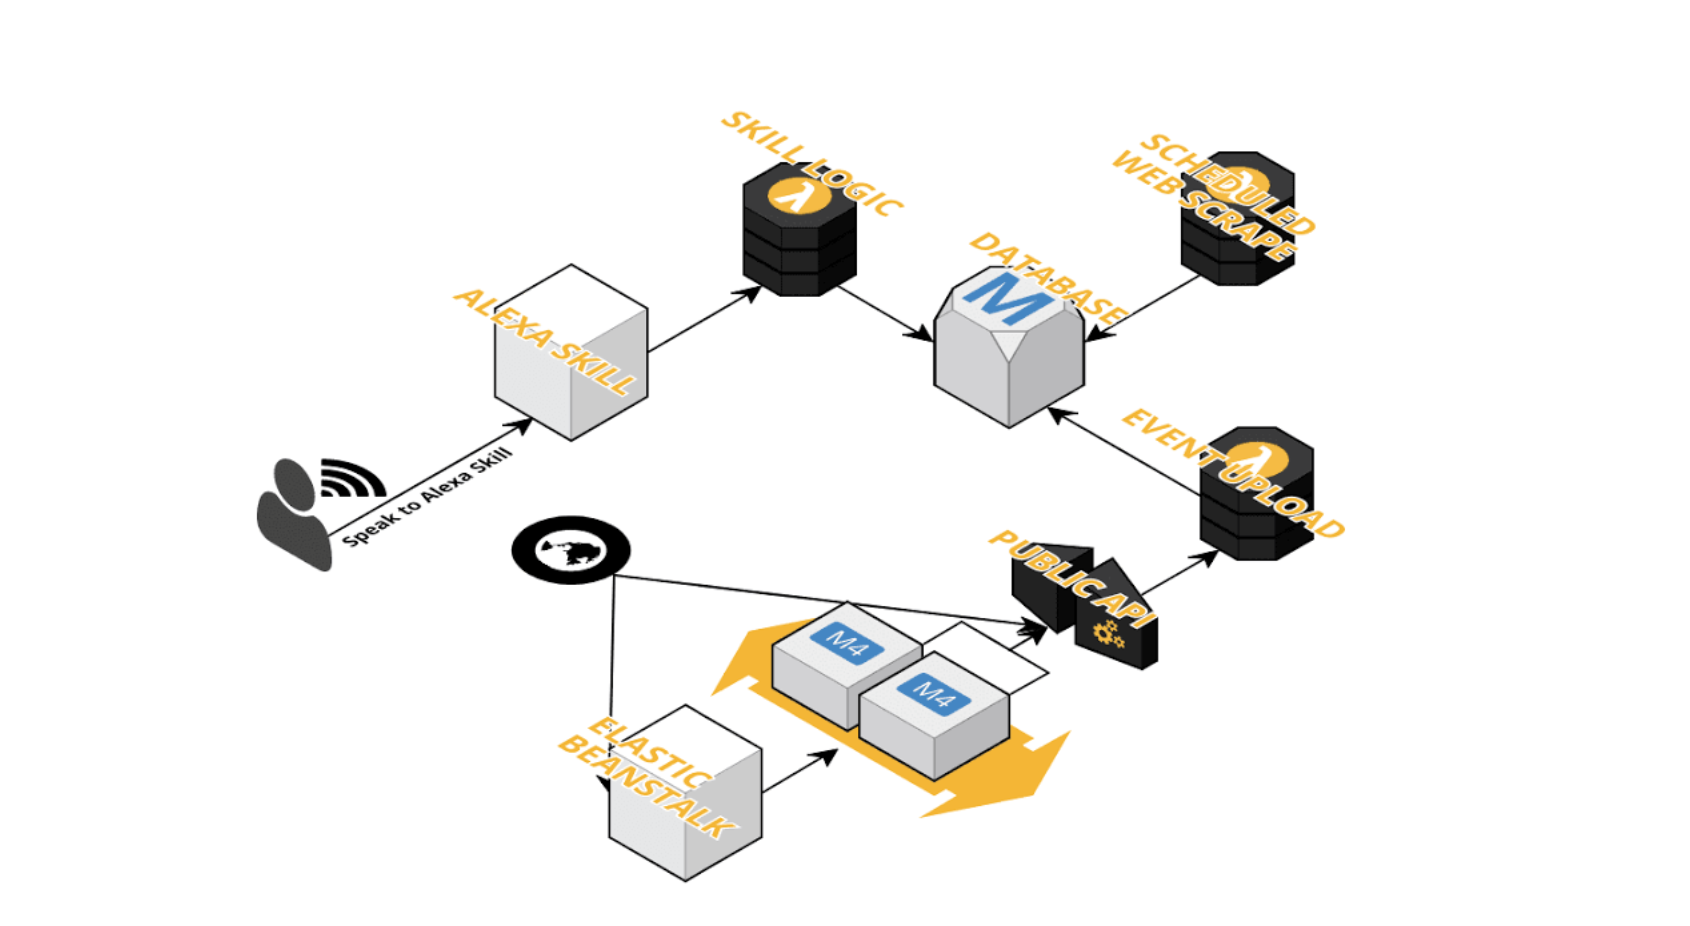 SKILL LOGIC
SCHEDULED
WEB SCRAPE
DATABASE
M
ALEXA SKILL
Speak to Alexa Skill
EVENT UPLOAD
PUBLIC API
M4
M4
ELASTIC
BEANSTALK